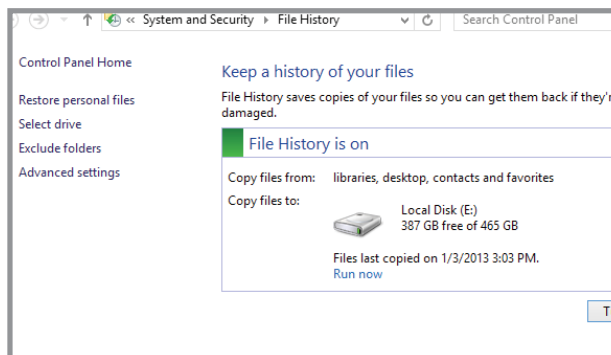 « System and Security ▸ File History
Search Control Panel
Control Panel Home
Restore personal files
Select drive
Exclude folders
Advanced settings
Keep a history of your files
File History saves copies of your files so you can get them back if they'r
damaged.
File History is on
Copy files from: libraries, desktop, contacts and favorites
Copy files to:
Local Disk (E:)
387 GB free of 465 GB
Files last copied on 1/3/2013 3:03 PM.
Run now
T